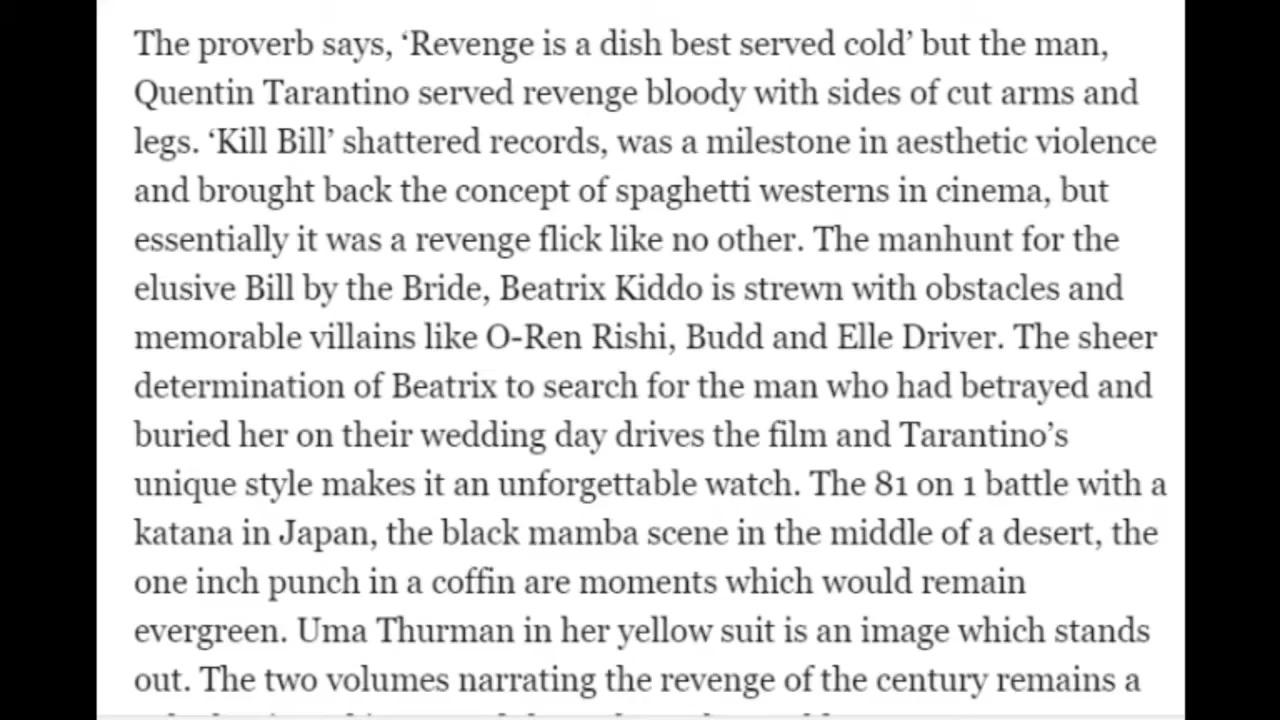 The proverb says, ‘Revenge is a dish best served cold’ but the man,
Quentin Tarantino served revenge bloody with sides of cut arms and
legs. ‘Kill Bill’ shattered records, was a milestone in aesthetic violence
and brought back the concept of spaghetti westerns in cinema, but
essentially it was a revenge flick like no other. The manhunt for the
elusive Bill by the Bride, Beatrix Kiddo is strewn with obstacles and
memorable villains like O-Ren Rishi, Budd and Elle Driver. The sheer
determination of Beatrix to search for the man who had betrayed and
buried her on their wedding day drives the film and Tarantino’s
unique style makes it an unforgettable watch. The 81 on 1 battle with a
katana in Japan, the black mamba scene in the middle of a desert, the
one inch punch in a coffin are moments which would remain
evergreen. Uma Thurman in her yellow suit is an image which stands
out. The two volumes narrating the revenge of the century remains a